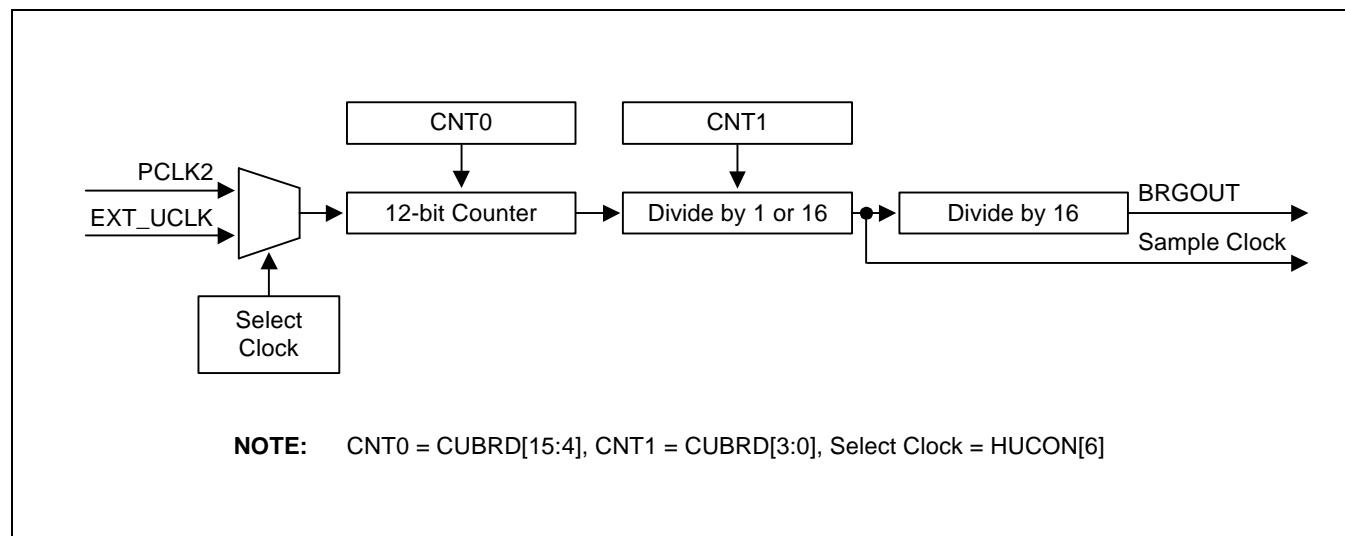 CNT0
CNT1
PCLK2
EXT_UCLK
12-bit Counter
Divide by 1 or 16
Divide by 16
BRGOUT
Sample Clock
Select
Clock
NOTE: CNT0 = CUBRD[15:4], CNT1 = CUBRD[3:0], Select Clock = HUCON[6]